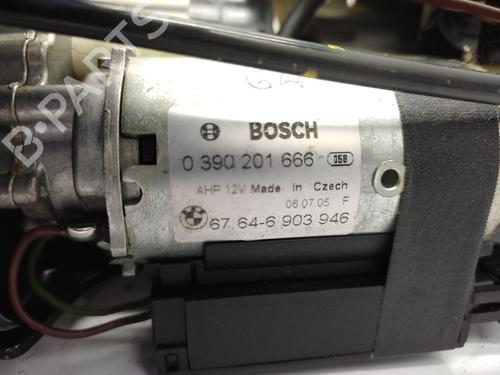 BOSCH
0 390 201 666 058
AHP 12V Made in Czech
06.07.05 F
67.64-6 903 946
B-PARTS